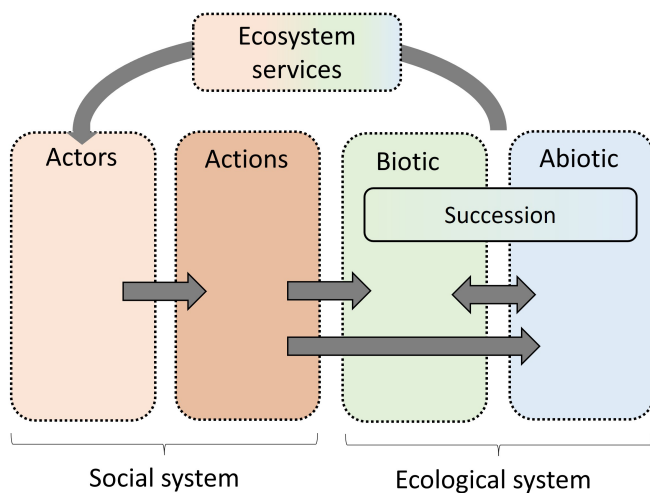 Ecosystem
services
Actors
Actions
Biotic
Abiotic
Succession
Social system
Ecological system